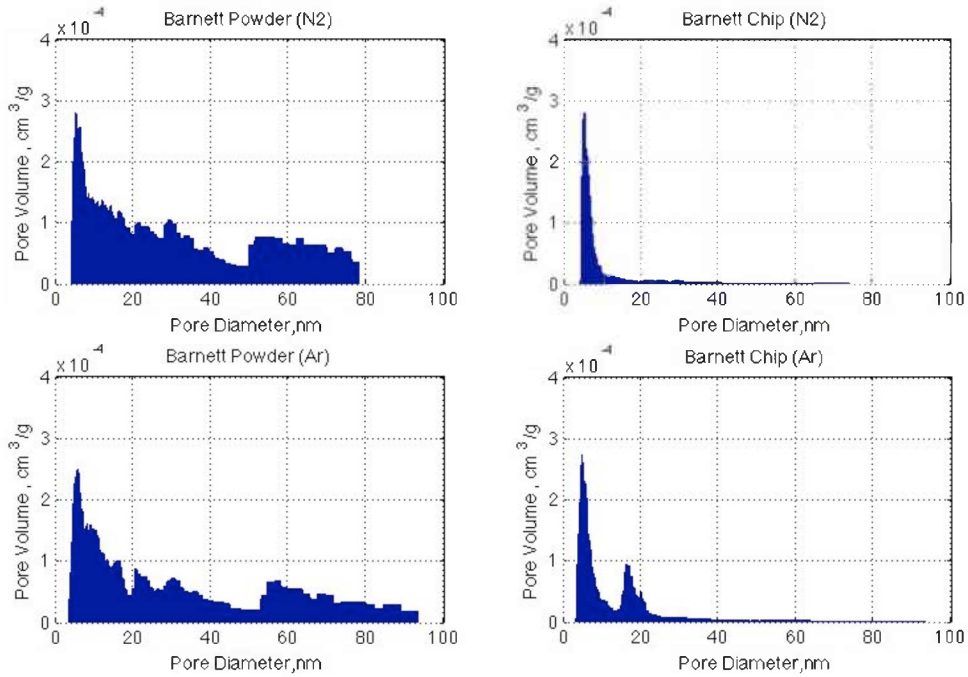 Barnett Powder (N2)
x 10 -4
4
3
2
1
0
Pore Volume , cm 3/g
0 20 40 60 80 100
Pore Diameter,nm
Barnett Chip (N2)
x 10 -4
4
3
2
1
0
Pore Volume , cm 3/g
0 20 40 60 80 100
Pore Diameter,nm
Barnett Powder (Ar)
x 10 -4
4
3
2
1
0
Pore Volume , cm 3/g
0 20 40 60 80 100
Pore Diameter,nm
Barnett Chip (Ar)
x 10 -4
4
3
2
1
0
Pore Volume , cm 3/g
0 20 40 60 80 100
Pore Diameter,nm